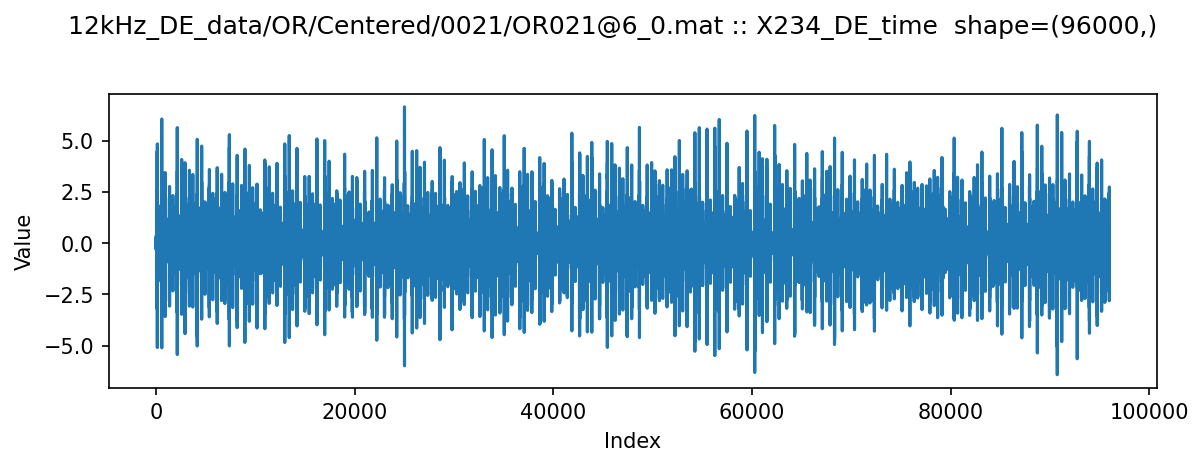 12kHz_DE_data/OR/Centered/0021/OR021@6_0.mat :: X234_DE_time  shape=(96000,)
5.0
2.5
0.0
−2.5
−5.0
Value
0 20000 40000 60000 80000 100000
Index